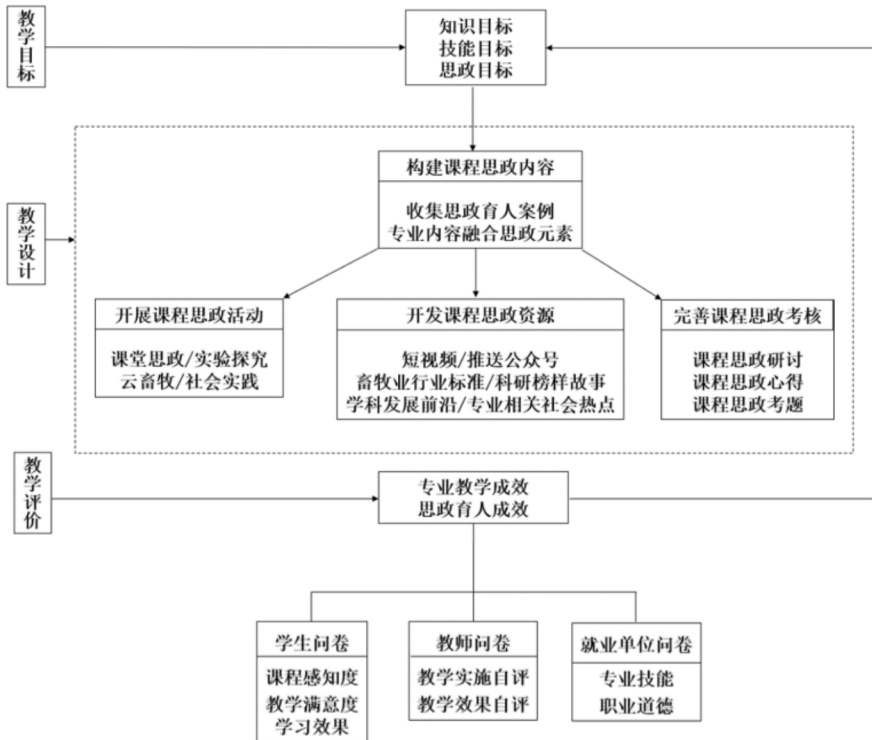 教学目标
知识目标
技能目标
思政目标
教学设计
构建课程思政内容
收集思政育人案例
专业内容融合思政元素
开展课程思政活动
课堂思政/实验探究
云畜牧/社会实践
开发课程思政资源
短视频/推送公众号
畜牧业行业标准/科研榜样故事
学科发展前沿/专业相关社会热点
完善课程思政考核
课程思政研讨
课程思政心得
课程思政考题
教学评价
专业教学成效
思政育人成效
学生问卷
课程感知度
教学满意度
学习效果
教师问卷
教学实施自评
教学效果自评
就业单位问卷
专业技能
职业道德